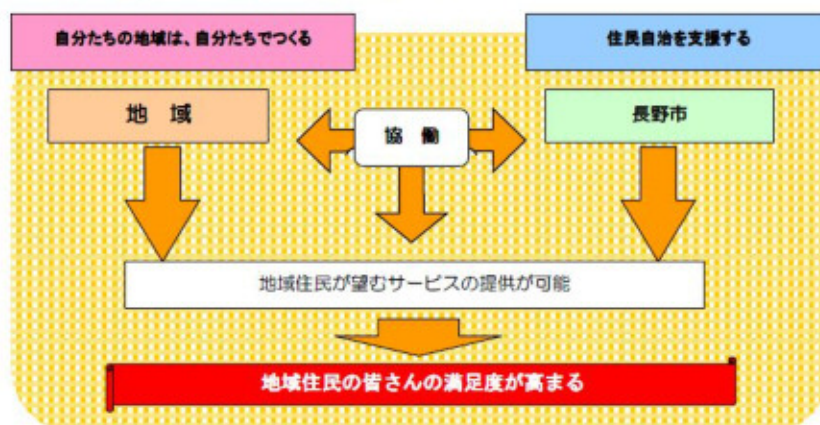 自分たちの地域は、自分たちでつくる
住民自治を支援する
地 域
協 働
長野市
地域住民が望むサービスの提供が可能
地域住民の皆さんの満足度が高まる